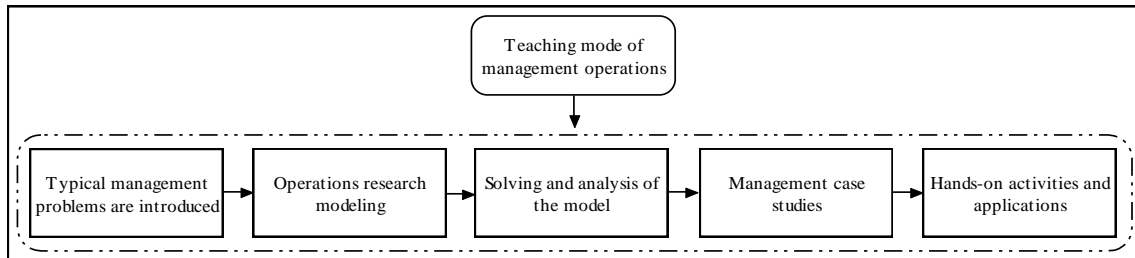 Teaching mode of
management operations
Typical management
problems are introduced
Operations research
modeling
Solving and analysis of
the model
Management case
studies
Hands-on activities and
applications